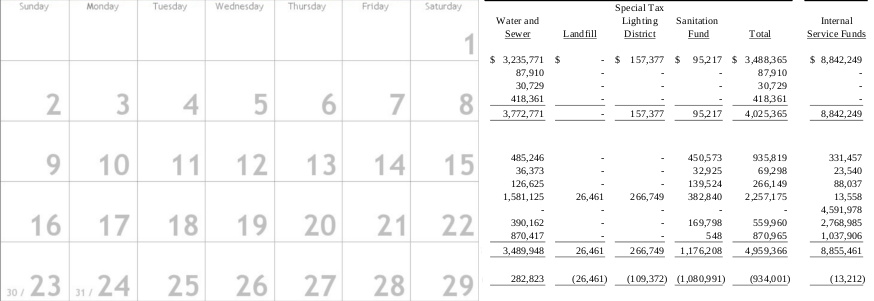 Sunday Monday Tuesday Wednesday Thursday Friday Saturday
1
2 3 4 5 6 7 8
9 10 11 12 13 14 15
16 17 18 19 20 21 22
30 / 23 31 / 24 25 26 27 28 29
Special Tax
Water and Lighting Sanitation Internal
Sewer Landfill District Fund Total Service Funds
$ 3,235,771 $ - $ 157,377 $ 95,217 $ 3,488,365 $ 8,842,249
87,910 - - - 87,910 -
30,729 - - - 30,729 -
418,361 - - - 418,361 -
3,772,771 - 157,377 95,217 4,025,365 8,842,249
485,246 - - 450,573 935,819 331,457
36,373 - - 32,925 69,298 23,540
126,625 - - 139,524 266,149 88,037
1,581,125 26,461 266,749 382,840 2,257,175 13,558
- - - - - 4,591,978
390,162 - - 169,798 559,960 2,768,985
870,417 - - 548 870,965 1,037,906
3,489,948 26,461 266,749 1,176,208 4,959,366 8,855,461
282,823 (26,461) (109,372) (1,080,991) (934,001) (13,212)